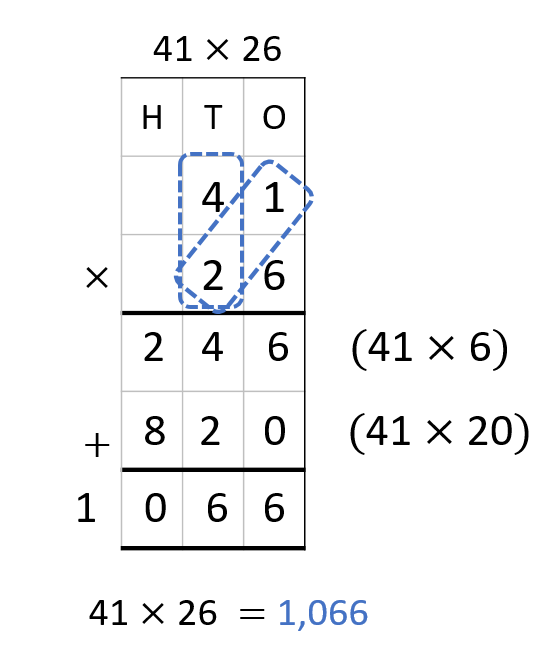 41 × 26
H T O
4 1
× 2 6
2 4 6 (41 × 6)
+ 8 2 0 (41 × 20)
1 0 6 6
41 × 26 = 1,066